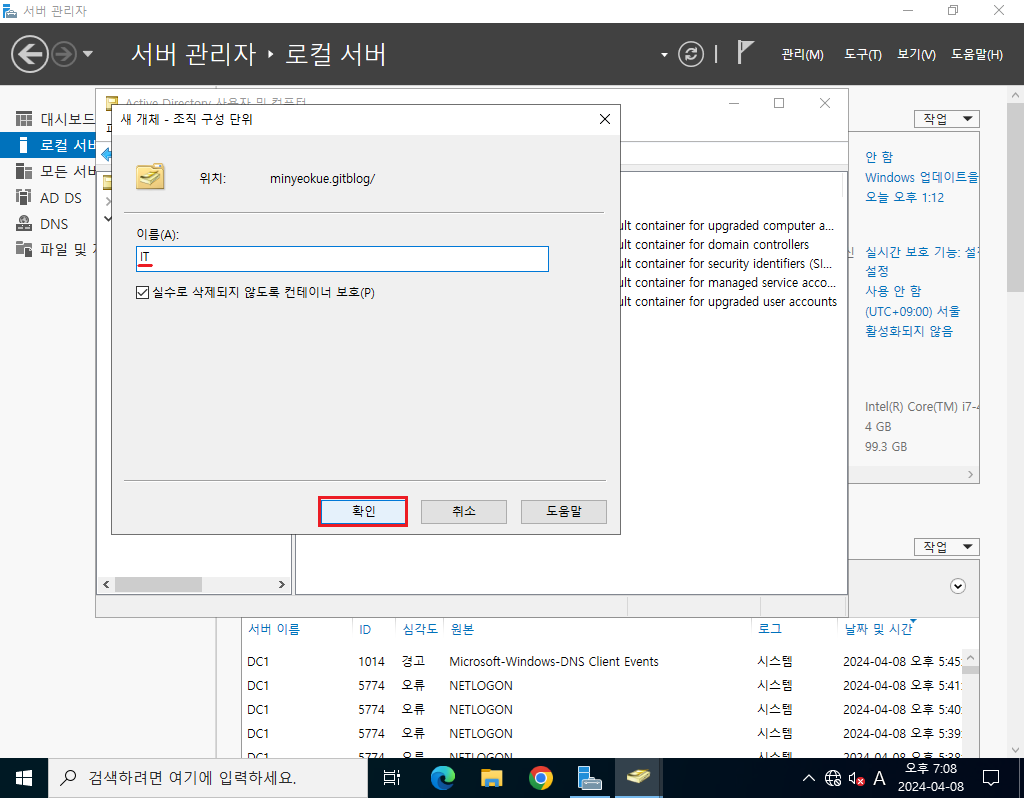 서버 관리자
서버 관리자 ‣ 로컬 서버
관리(M) 도구(T) 보기(V) 도움말(H)
대시보드
로컬 서버
모든 서버
AD DS
DNS
파일 및
Active Directory 사용자 및 컴퓨터
새 개체 - 조직 구성 단위
위치: minyeokue.gitblog/
이름(A):
IT
실수로 삭제되지 않도록 컨테이너 보호(P)
확인 취소 도움말
ult container for upgraded computer a...
ult container for domain controllers
ult container for security identifiers (SI...
ult container for managed service acco...
ult container for upgraded user accounts
작업
안 함
Windows 업데이트를
오늘 오후 1:12
실시간 보호 기능: 설정
설정
사용 안 함
(UTC+09:00) 서울
활성화되지 않음
Intel(R) Core(TM) i7-4
4 GB
99.3 GB
작업
서버 이름 ID 심각도 원본 로그 날짜 및 시간
DC1 1014 경고 Microsoft-Windows-DNS Client Events 시스템 2024-04-08 오후 5:45:
DC1 5774 오류 NETLOGON 시스템 2024-04-08 오후 5:41:
DC1 5774 오류 NETLOGON 시스템 2024-04-08 오후 5:40:
DC1 5774 오류 NETLOGON 시스템 2024-04-08 오후 5:39:
DC1 5774 오류 NETLOGON 시스템 2024-04-08 오후 5:38:
검색하려면 여기에 입력하세요.
A
오후 7:08
2024-04-08